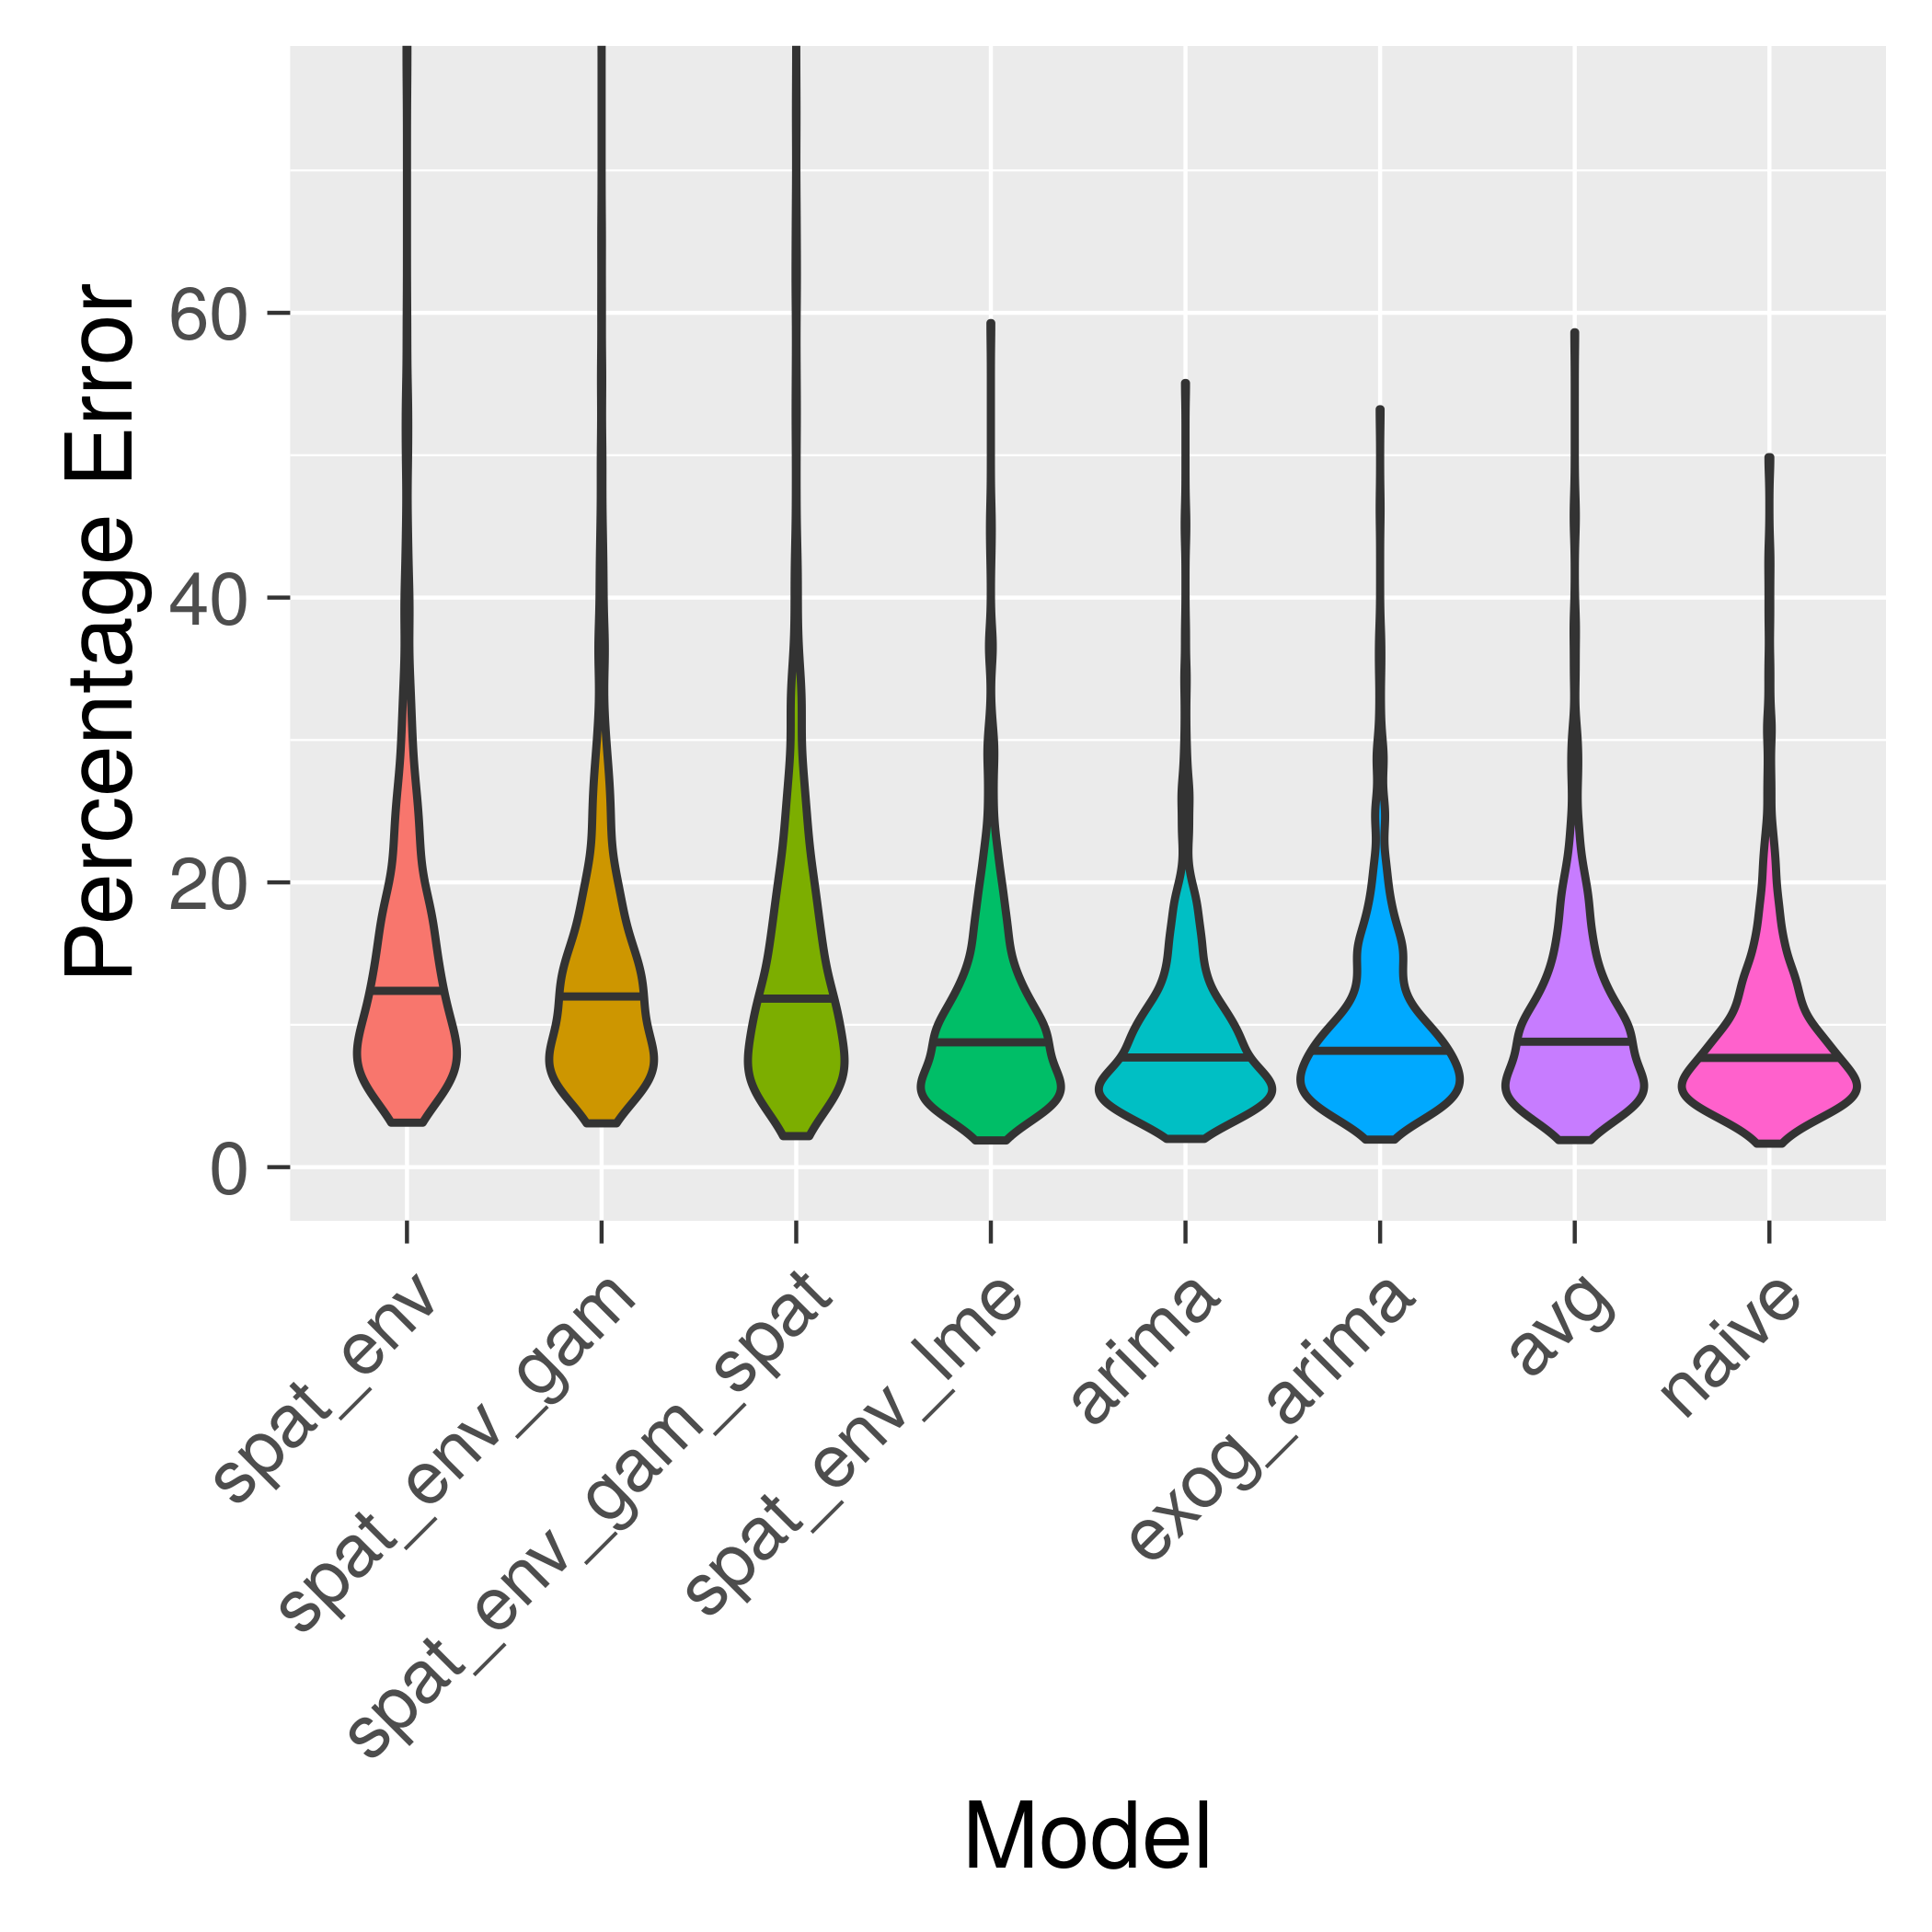 Percentage Error
60
40
20
0
spat_env
spat_env_gam
spat_env_gam_spat
spat_env_lme
arima
exog_arima
avg
naive
Model